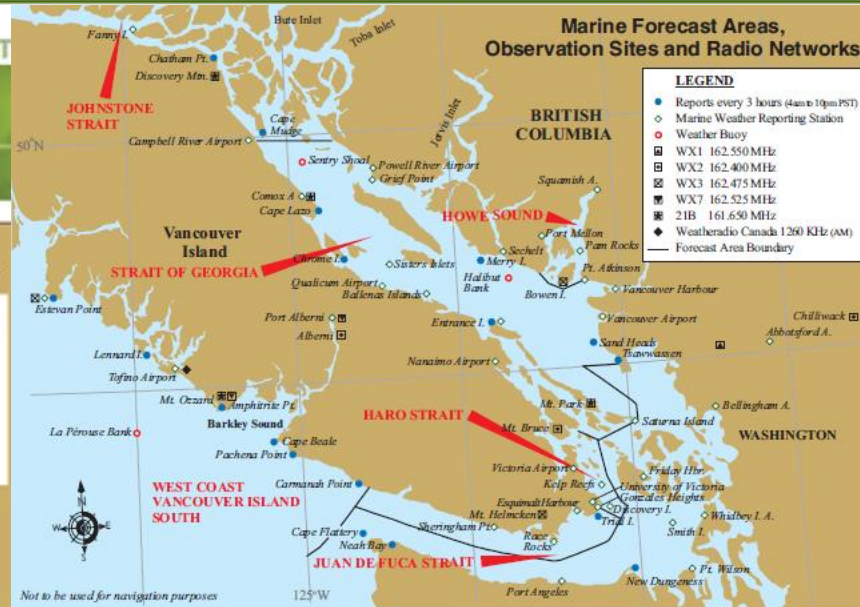 Marine Forecast Areas,
Observation Sites and Radio Networks
LEGEND
Reports every 3 hours (4am to 10pm PST)
Marine Weather Reporting Station
Weather Buoy
WX1 162.550 MHz
WX2 162.400 MHz
WX3 162.475 MHz
WX7 162.525 MHz
21B 161.650 MHz
Weatheradio Canada 1260 KHz (AM)
Forecast Area Boundary
Fanny I.
Bute Inlet
Toba Inlet
Chatham Pt.
Discovery Mtn.
JOHNSTONE
STRAIT
Jervis Inlet
BRITISH
COLUMBIA
50°N
Campbell River Airport
Cape
Mudge
Sentry Shoal
Powell River Airport
Grief Point
Squamish A.
Comox A
Cape Lazo
HOWE SOUND
Vancouver
Island
Port Mellon
Sechelt
Pam Rocks
STRAIT OF GEORGIA
Chrome I.
Sisters Islets
Merry I.
Pt. Atkinson
Halibut
Bank
Bowen I.
Qualicum Airport
Ballenas Islands
Vancouver Harbour
Estevan Point
Port Alberni
Alberni
Entrance I.
Vancouver Airport
Chilliwack
Abbotsford A.
Sand Heads
Tsawwassen
Lennard I.
Tofino Airport
Nanaimo Airport
Mt. Ozzard
Amphitrite Pt.
Barkley Sound
HARO STRAIT
Mt. Park
Mt. Bruce
Saturna Island
Bellingham A.
WASHINGTON
La Pérouse Bank
Cape Beale
Pachena Point
Carmanah Point
Victoria Airport
Kelp Reefs
Friday Hbr.
University of Victoria
Gonzales Heights
Esquimalt Harbour
Discovery I.
Trial I.
WEST COAST
VANCOUVER ISLAND
SOUTH
Mt. Helmcken
Sheringham Pt.
Race
Rocks
Smith I.
Whidbey I. A.
N
W
E
S
Cape Flattery
Neah Bay
JUAN DE FUCA STRAIT
Port Angeles
New Dungeness
Pt. Wilson
Not to be used for navigation purposes
125°W